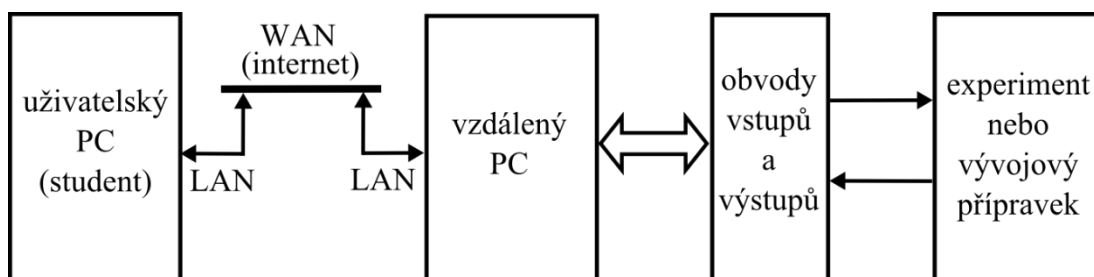 uživatelský
PC
(student)
WAN
(internet)
LAN
LAN
vzdálený
PC
obvody
vstupů
a
výstupů
experiment
nebo
vývojový
přípravek